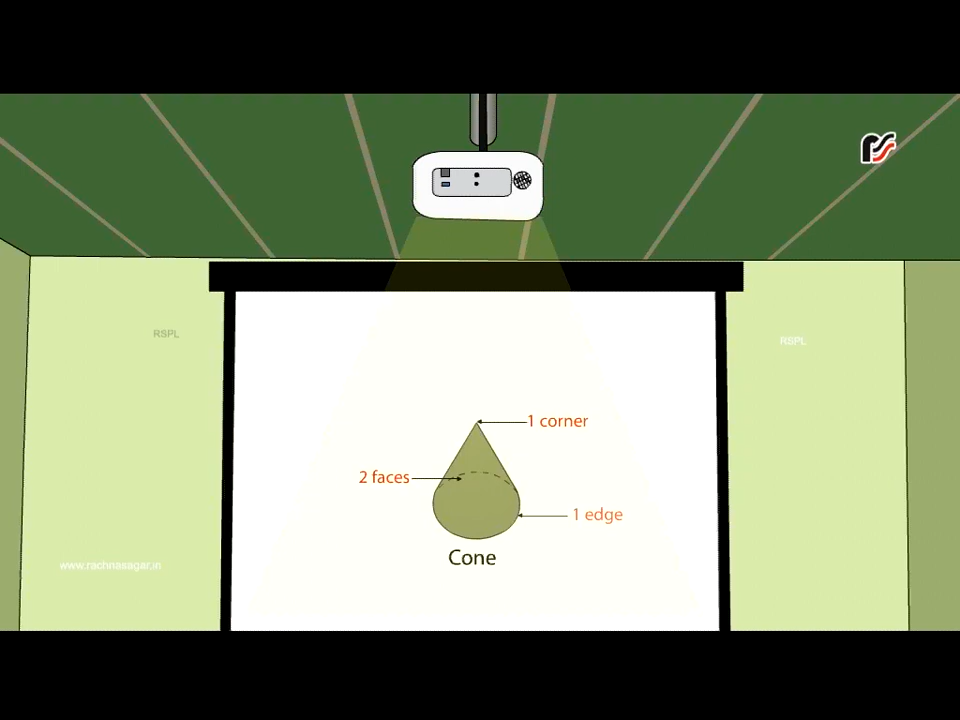 RSPL
RSPL
1 corner
2 faces
1 edge
Cone
www.rachnasagar.in